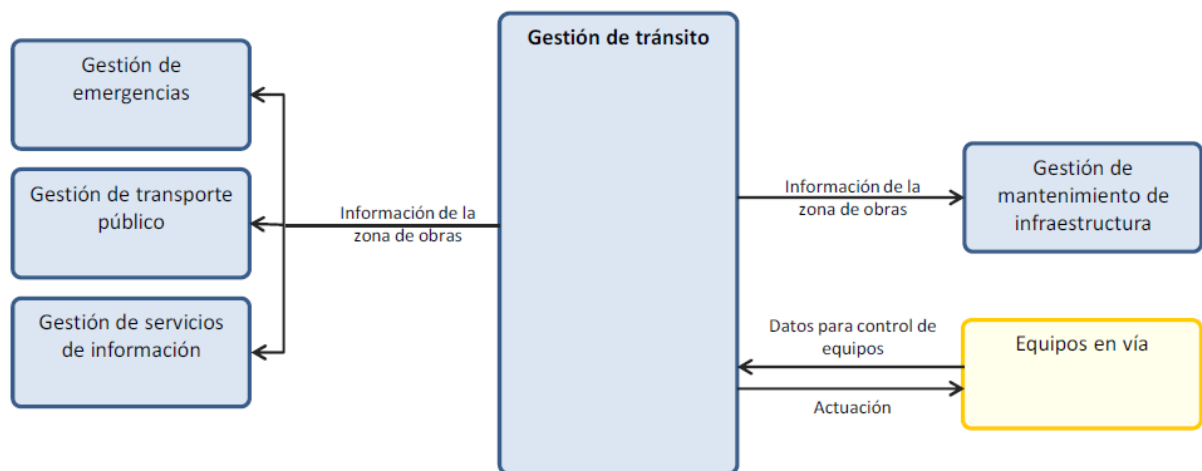 Gestión de tránsito
Gestión de
emergencias
Gestión de transporte
público
Gestión de servicios
de información
Información de la
zona de obras
Información de la
zona de obras
Gestión de
mantenimiento de
infraestructura
Datos para control de
equipos
Actuación
Equipos en vía